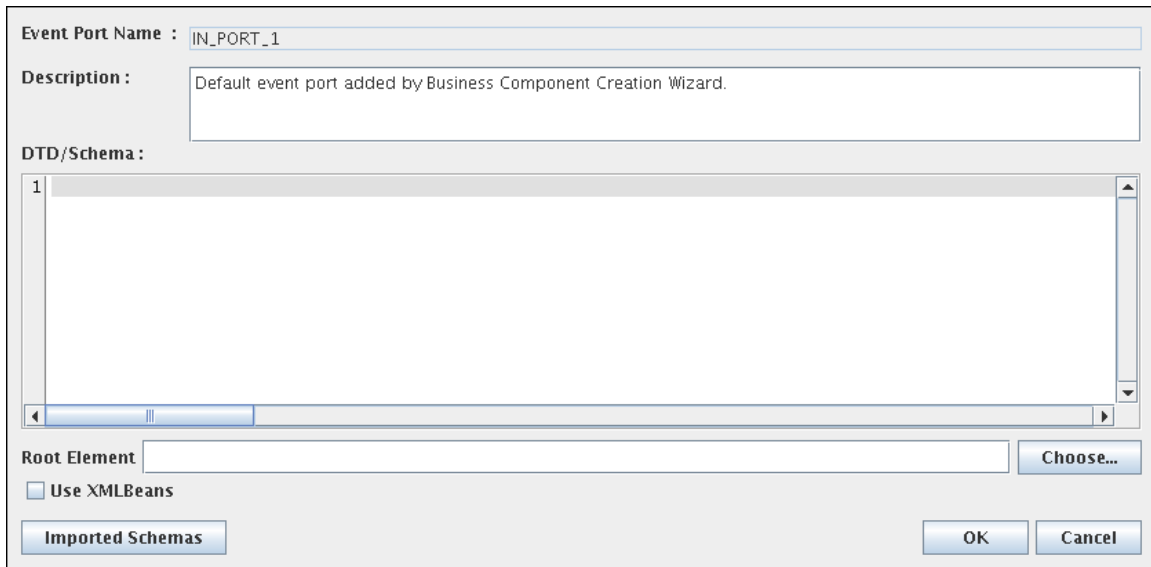 Event Port Name : IN_PORT_1
Description : Default event port added by Business Component Creation Wizard.
DTD/Schema :
1
Root Element Choose...
Use XMLBeans
Imported Schemas OK Cancel